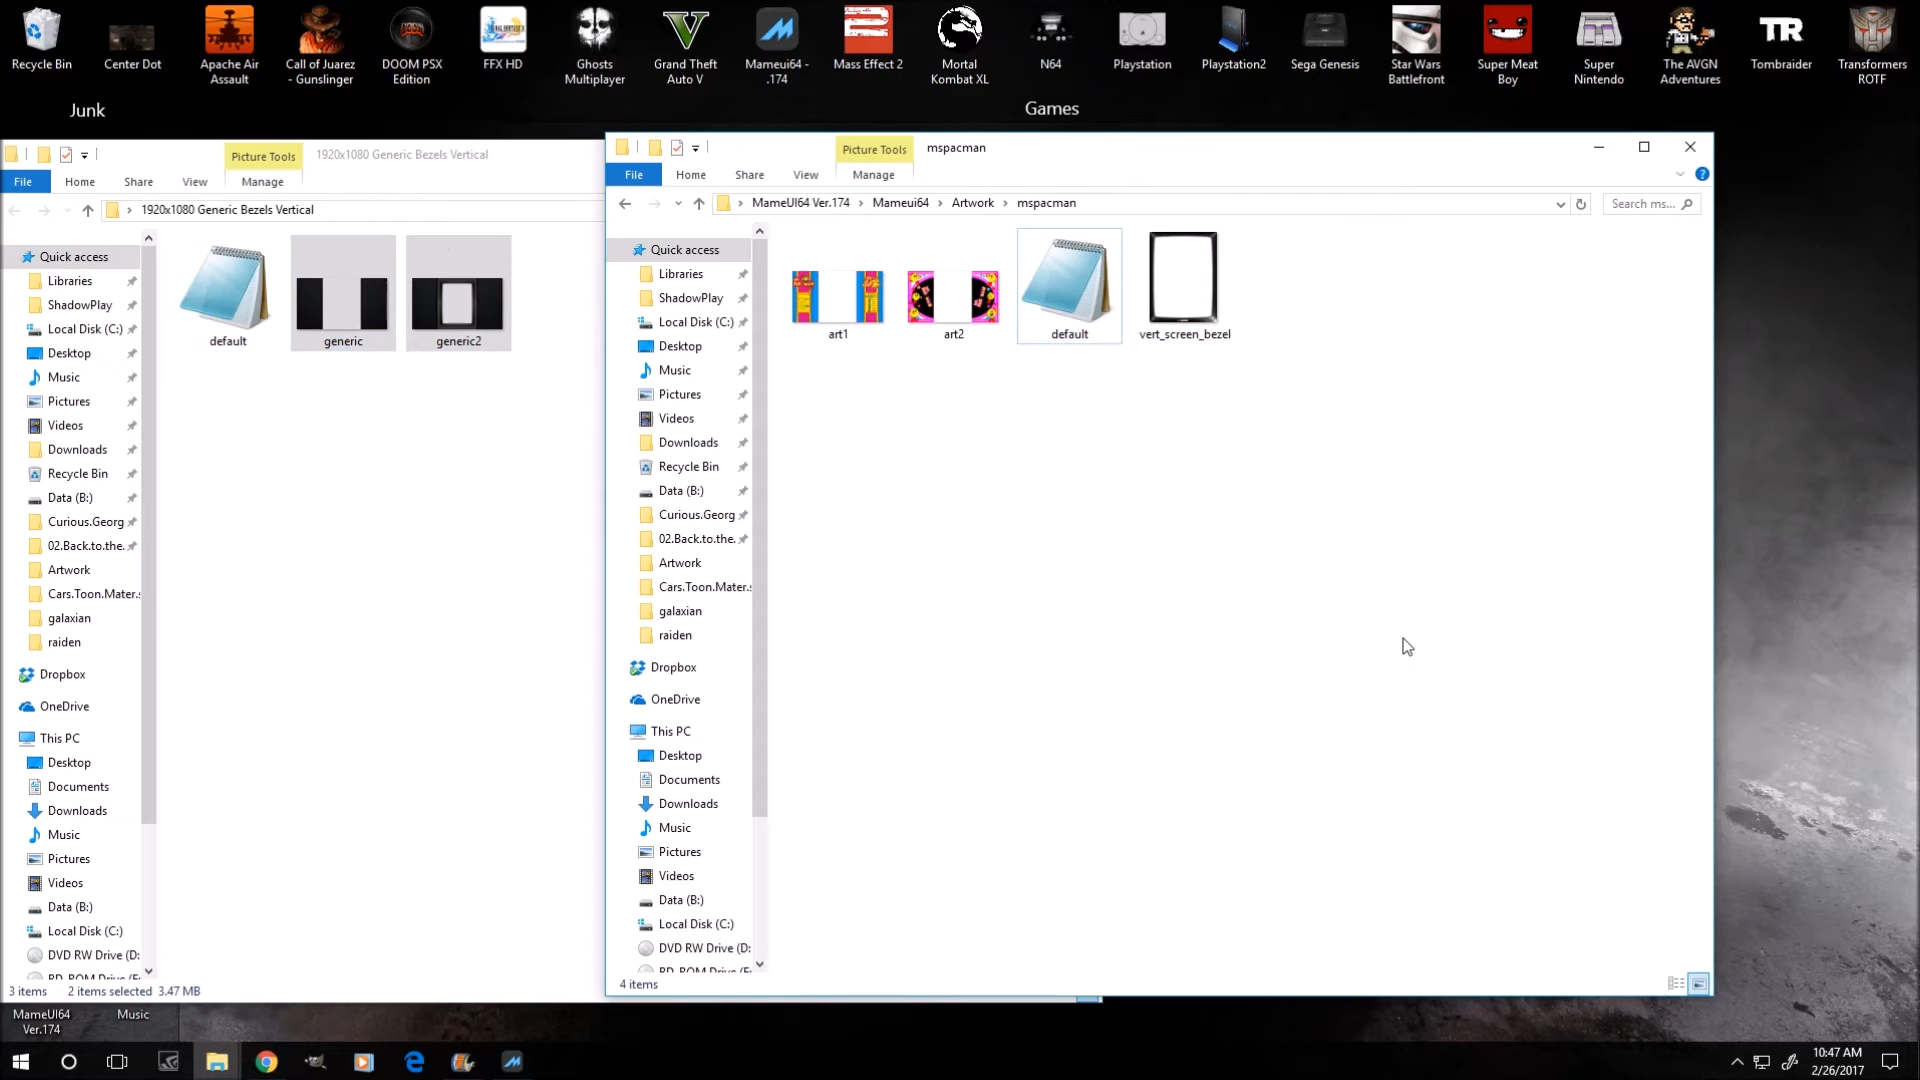 Recycle Bin
Center Dot
Apache Air
Assault
Call of Juarez
- Gunslinger
DOOM PSX
Edition
FFX HD
Ghosts
Multiplayer
Grand Theft
Auto V
Mameui64 -
.174
Mass Effect 2
Mortal
Kombat XL
N64
Playstation
Playstation2
Sega Genesis
Star Wars
Battlefront
Super Meat
Boy
Super
Nintendo
The AVGN
Adventures
TR
Tombraider
Transformers
ROTF
Junk
Games
Picture Tools
1920x1080 Generic Bezels Vertical
File
Home
Share
View
Manage
1920x1080 Generic Bezels Vertical
Quick access
Libraries
ShadowPlay
Local Disk (C:)
Desktop
Music
Pictures
Videos
Downloads
Recycle Bin
Data (B:)
Curious.Georg
02.Back.to.the.
Artwork
Cars.Toon.Mater.s
galaxian
raiden
Dropbox
OneDrive
This PC
Desktop
Documents
Downloads
Music
Pictures
Videos
Data (B:)
Local Disk (C:)
DVD RW Drive (D:
default
generic
generic2
3 items
2 items selected 3.47 MB
Picture Tools
mspacman
File
Home
Share
View
Manage
MameUI64 Ver.174 > Mameui64 > Artwork > mspacman
Search ms...
Quick access
Libraries
ShadowPlay
Local Disk (C:)
Desktop
Music
Pictures
Videos
Downloads
Recycle Bin
Data (B:)
Curious.Georg
02.Back.to.the.
Artwork
Cars.Toon.Mater.s
galaxian
raiden
Dropbox
OneDrive
This PC
Desktop
Documents
Downloads
Music
Pictures
Videos
Data (B:)
Local Disk (C:)
DVD RW Drive (D:
art1
art2
default
vert_screen_bezel
4 items
MameUI64
Ver.174
Music
10:47 AM
2/26/2017